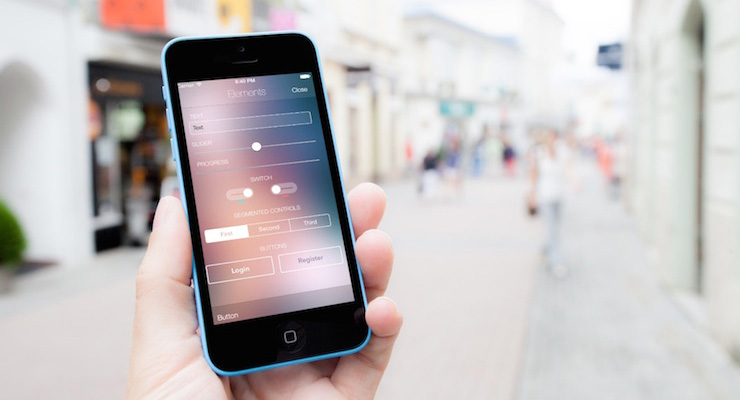 Elements
Close
TEXT
Text
SLIDER
PROGRESS
SWITCH
SEGMENTED CONTROLS
First Second Third
BUTTONS
Login Register
Button